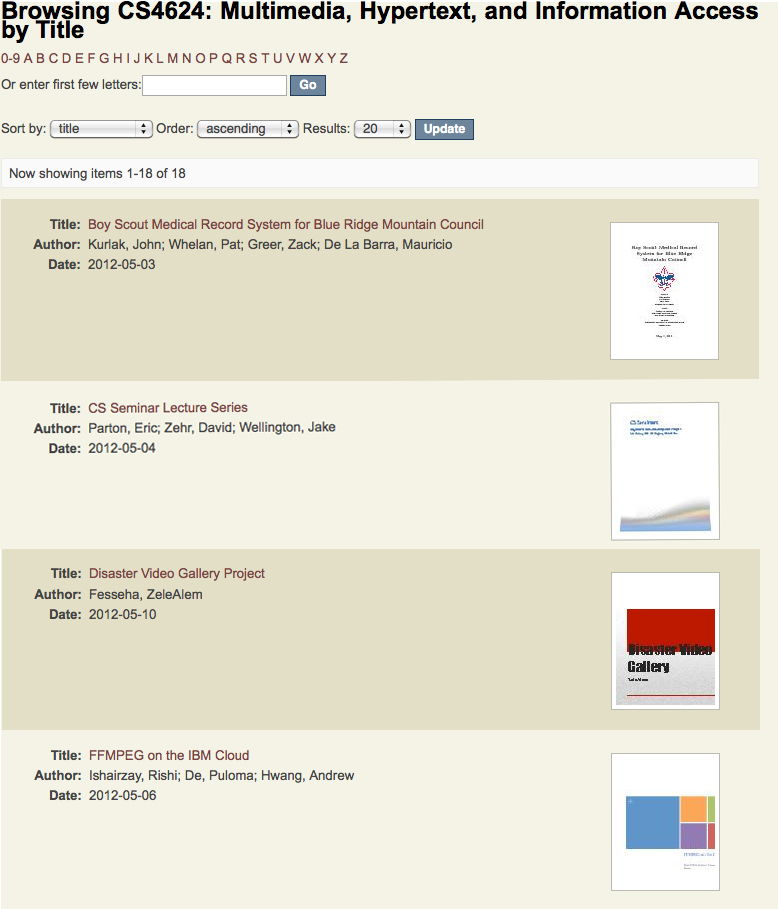 Browsing CS4624: Multimedia, Hypertext, and Information Access
by Title
0-9 A B C D E F G H I J K L M N O P Q R S T U V W X Y Z
Or enter first few letters: Go
Sort by: title Order: ascending Results: 20 Update
Now showing items 1-18 of 18
Title: Boy Scout Medical Record System for Blue Ridge Mountain Council
Author: Kurlak, John; Whelan, Pat; Greer, Zack; De La Barra, Mauricio
Date: 2012-05-03
Boy Scout Medical Record
System for Blue Ridge
Mountain Council
May 3, 2012
Title: CS Seminar Lecture Series
Author: Parton, Eric; Zehr, David; Wellington, Jake
Date: 2012-05-04
Title: Disaster Video Gallery Project
Author: Fesseha, ZeleAlem
Date: 2012-05-10
Disaster Video
Gallery
Title: FFMPEG on the IBM Cloud
Author: Ishairzay, Rishi; De, Puloma; Hwang, Andrew
Date: 2012-05-06